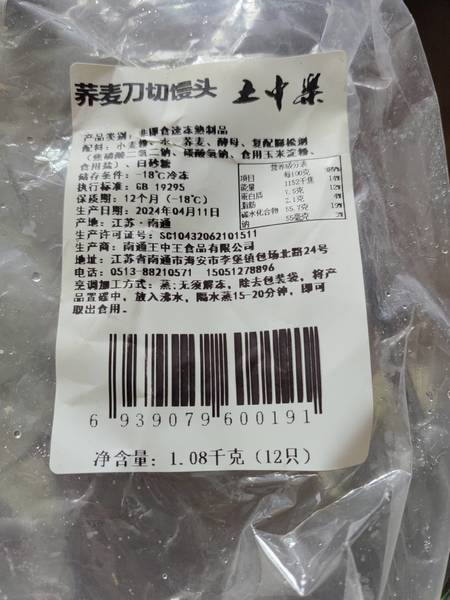 荞麦刀切馒头
产品类别：非即食速冻熟制品
配料：小麦粉、水、荞麦、酵母、复配膨松剂
(焦磷酸二氢二钠、碳酸氢钠、食用玉米淀粉、
食用盐)、白砂糖
储存条件：-18℃冷冻
执行标准：GB 19295
保质期：12个月（-18℃）
生产日期：2024年04月11日
产地：江苏·南通
生产许可证号：SC10432062101511
生产商：南通王中王食品有限公司
地址：江苏省南通市海安市李堡镇包场北路24号
电话：0513-88210571 15051278896
烹调加工方式：蒸;无须解冻，除去包装袋，将产
品置碟中，放入沸水，隔水蒸15-20分钟，即可
取出食用。
营养成分表
项目 每100克
能量 1152千焦 14%
蛋白质 7.5克
脂肪 2.1克
碳水化合物 55.7克
钠 55毫克
6 939079 600191
净含量：1.08千克（12只）